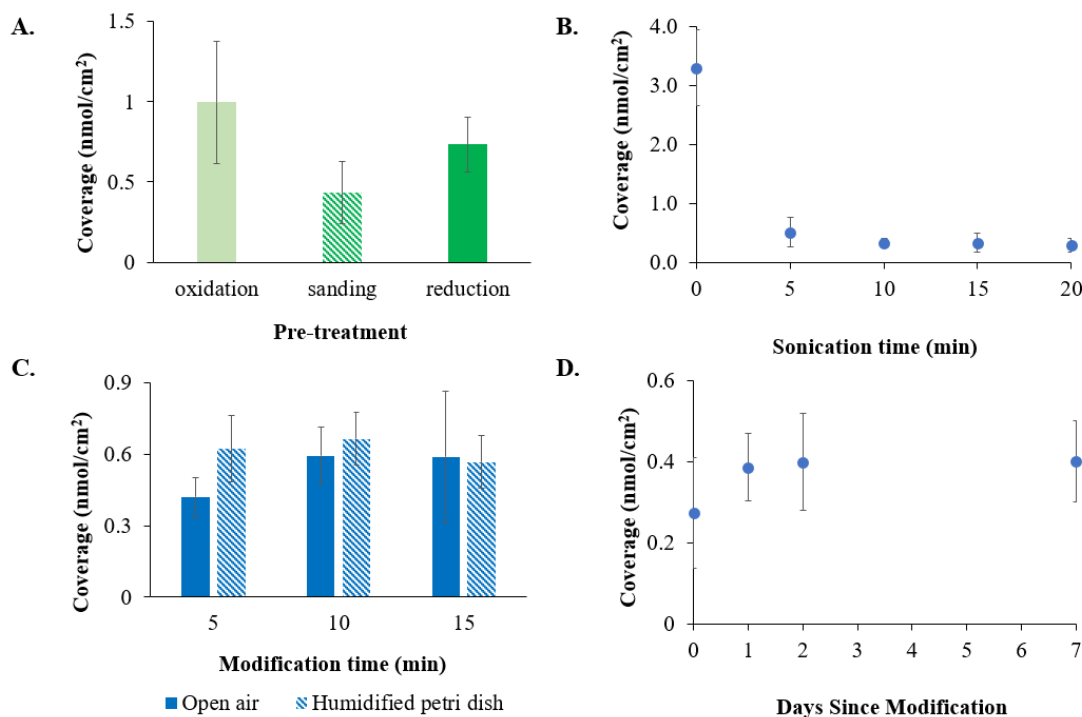 A.
Coverage (nmol/cm²)
1.5
1
0.5
0
oxidation sanding reduction
Pre-treatment
B.
Coverage (nmol/cm²)
4.0
3.0
2.0
1.0
0.0
0 5 10 15 20
Sonication time (min)
C.
Coverage (nmol/cm²)
0.9
0.6
0.3
0
5 10 15
Modification time (min)
Open air Humidified petri dish
D.
Coverage (nmol/cm²)
0.6
0.4
0.2
0
0 1 2 3 4 5 6 7
Days Since Modification